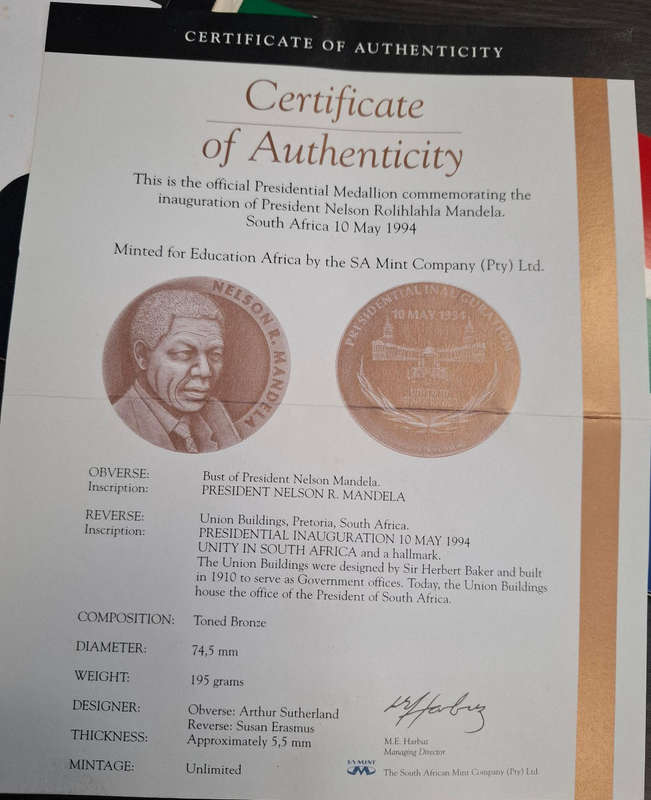 CERTIFICATE OF AUTHENTICITY
Certificate
of Authenticity
This is the official Presidential Medallion commemorating the
inauguration of President Nelson Rolihlahla Mandela.
South Africa 10 May 1994
Minted for Education Africa by the SA Mint Company (Pty) Ltd.
NELSON R. MANDELA
PRESIDENTIAL INAUGURATION
10 MAY 1994
OBVERSE: Bust of President Nelson Mandela.
Inscription: PRESIDENT NELSON R. MANDELA
REVERSE: Union Buildings, Pretoria, South Africa.
Inscription: PRESIDENTIAL INAUGURATION 10 MAY 1994
UNITY IN SOUTH AFRICA and a hallmark.
The Union Buildings were designed by Sir Herbert Baker and built
in 1910 to serve as Government offices. Today, the Union Buildings
house the office of the President of South Africa.
COMPOSITION: Toned Bronze
DIAMETER: 74,5 mm
WEIGHT: 195 grams
DESIGNER: Obverse: Arthur Sutherland
Reverse: Susan Erasmus
THICKNESS: Approximately 5,5 mm
MINTAGE: Unlimited
M.E. Harbut
Managing Director
SA MINT
The South African Mint Company (Pty) Ltd.